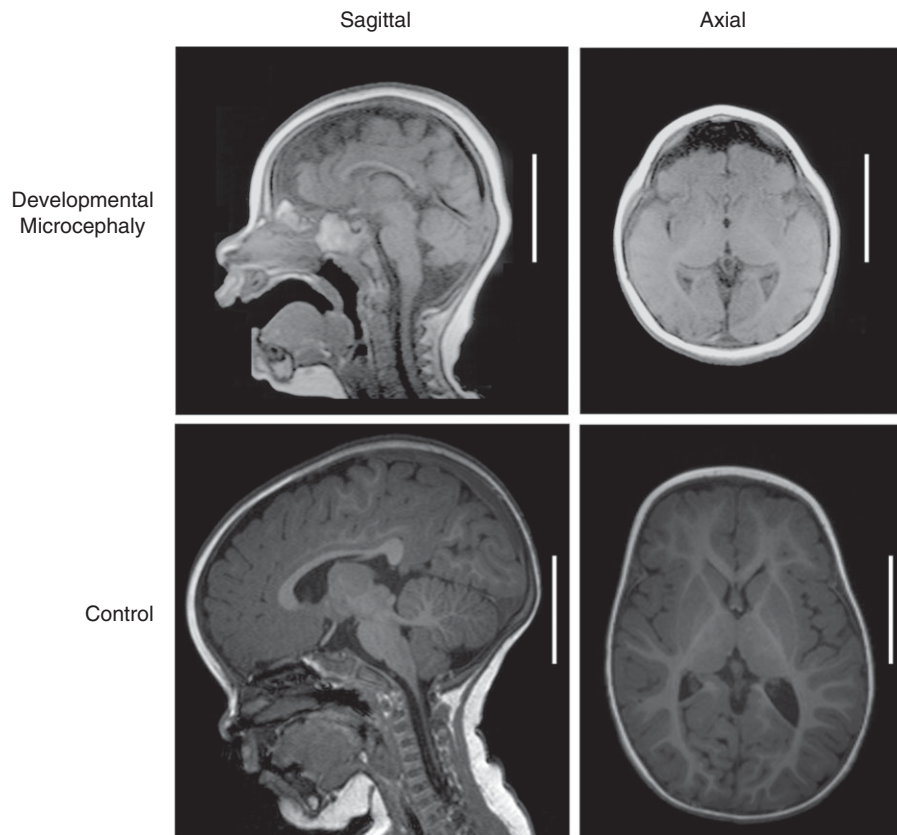 Sagittal
Axial
Developmental
Microcephaly
Control